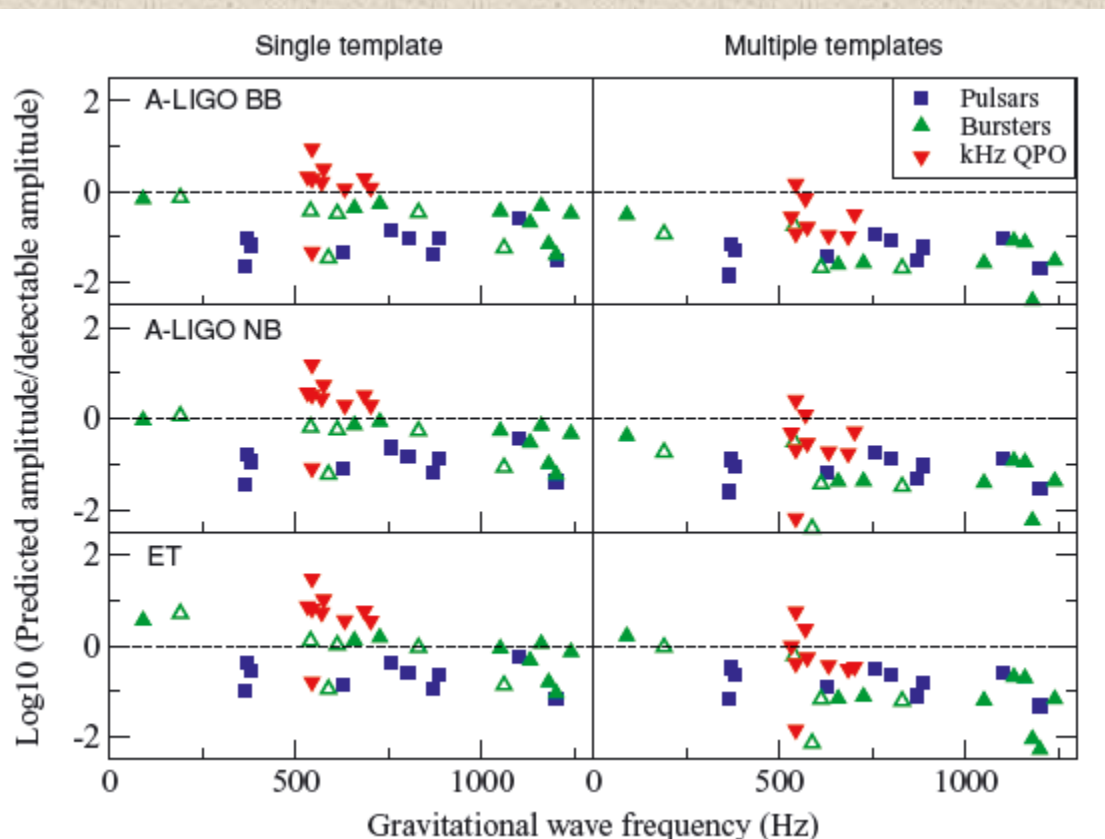 Single template
Multiple templates
A-LIGO BB
Pulsars
Bursters
kHz QPO
2
0
-2
A-LIGO NB
2
0
-2
ET
2
0
-2
0
500
1000
0
500
1000
Log10 (Predicted amplitude/detectable amplitude)
Gravitational wave frequency (Hz)